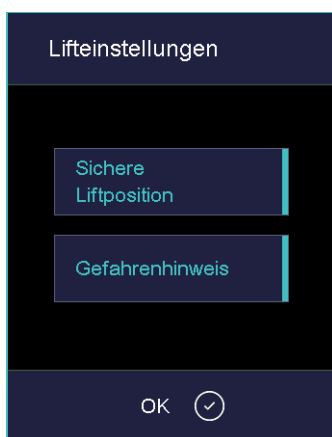 Lifteinstellungen
Sichere
Liftposition
Gefahrenhinweis
OK